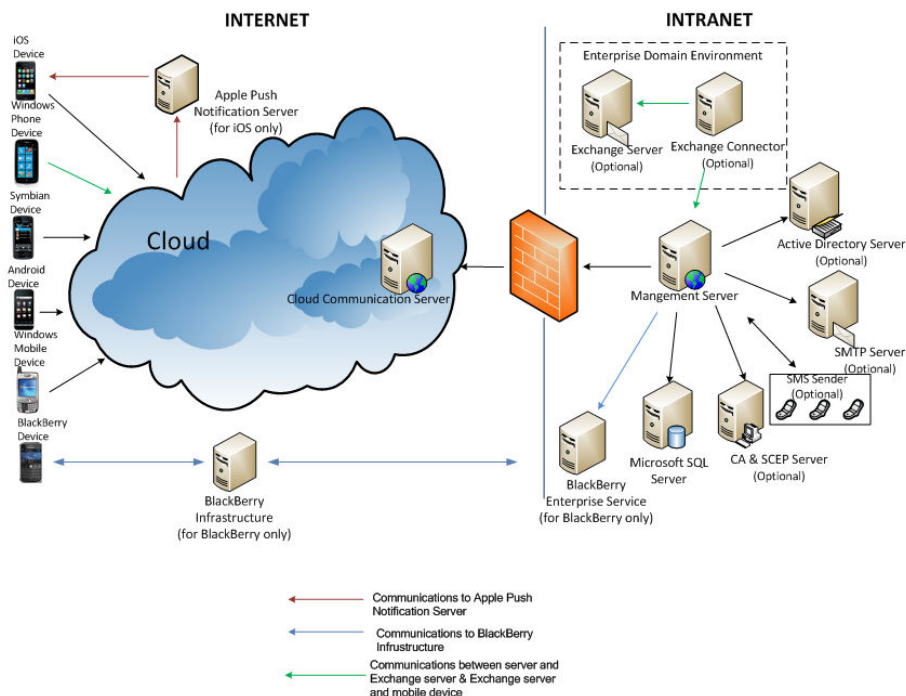 INTERNET
INTRANET
iOS
Device
Windows
Phone Device
Symbian
Device
Android
Device
Windows
Mobile
Device
BlackBerry
Device
Apple Push
Notification Server
(for iOS only)
Cloud
Cloud Communication Server
BlackBerry
Infrastructure
(for BlackBerry only)
Enterprise Domain Environment
Exchange Server
(Optional)
Exchange Connector
(Optional)
Active Directory Server
(Optional)
Mangement Server
SMTP Server
(Optional)
SMS Sender
(Optional)
BlackBerry
Enterprise Service
(for BlackBerry only)
Microsoft SQL
Server
CA & SCEP Server
(Optional)
Communications to Apple Push
Notification Server
Communications to BlackBerry
Infrastructure
Communications between server and
Exchange server & Exchange server
and mobile device